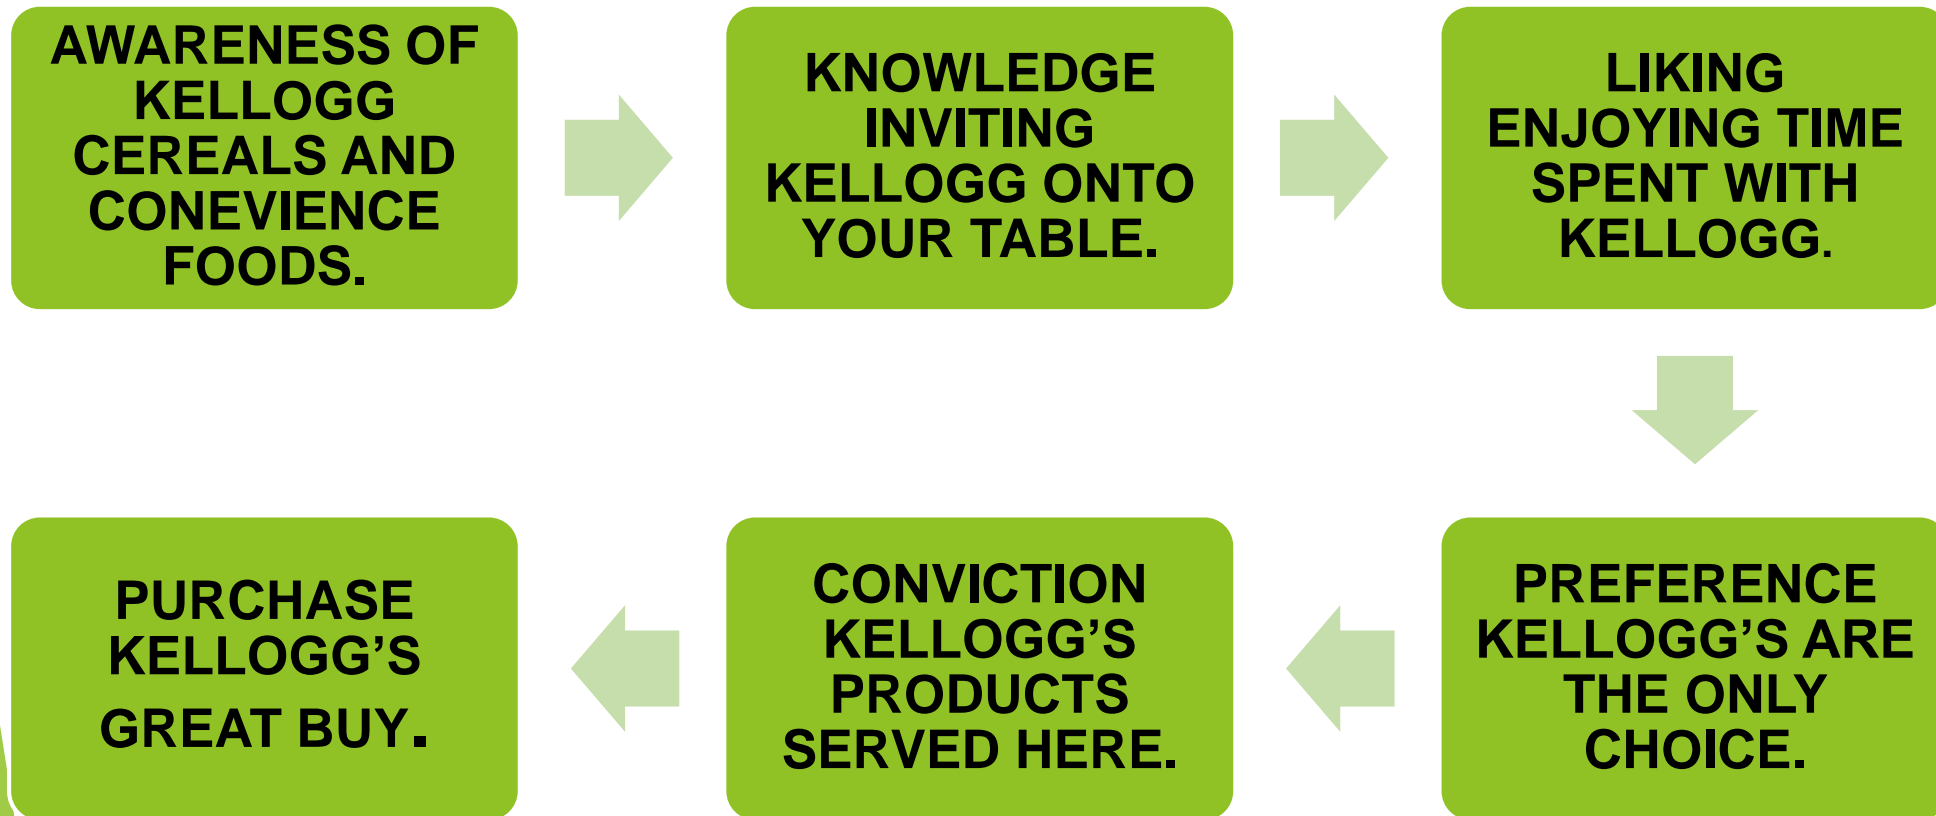 AWARENESS OF
KELLOGG
CEREALS AND
CONEVIENCE
FOODS.
KNOWLEDGE
INVITING
KELLOGG ONTO
YOUR TABLE.
LIKING
ENJOYING TIME
SPENT WITH
KELLOGG.
PREFERENCE
KELLOGG’S ARE
THE ONLY
CHOICE.
CONVICTION
KELLOGG’S
PRODUCTS
SERVED HERE.
PURCHASE
KELLOGG’S
GREAT BUY.